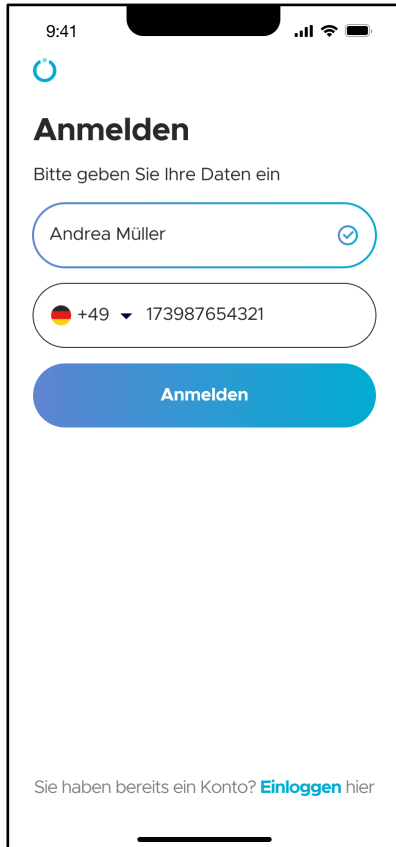 9:41
Anmelden
Bitte geben Sie Ihre Daten ein
Andrea Müller
+49 173987654321
Anmelden
Sie haben bereits ein Konto? Einloggen hier